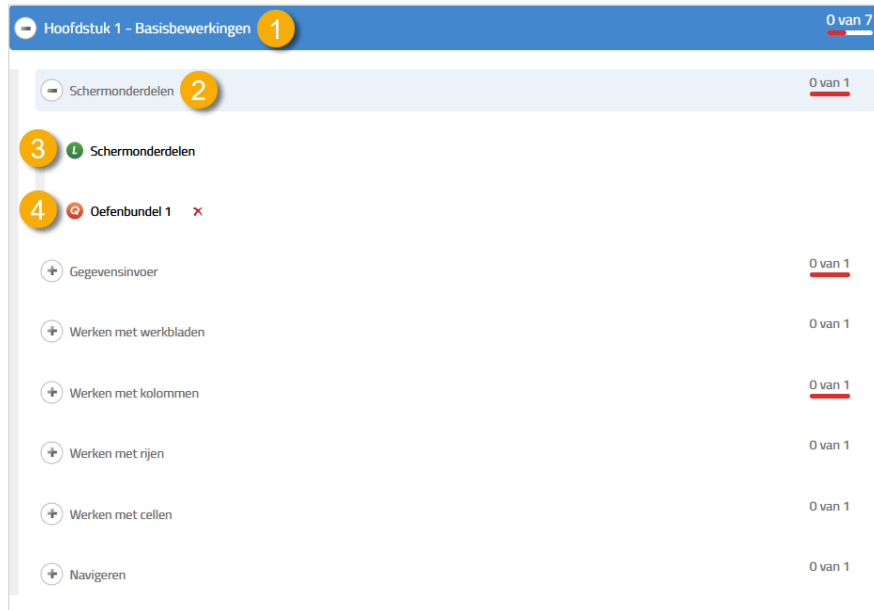 Hoofdstuk 1 - Basisbewerkingen 1 0 van 7
Schermonderdelen 2 0 van 1
3 L Schermonderdelen
4 Q Oefenbundel 1
Gegevensinvoer 0 van 1
Werken met werkbladen 0 van 1
Werken met kolommen 0 van 1
Werken met rijen 0 van 1
Werken met cellen 0 van 1
Navigeren 0 van 1